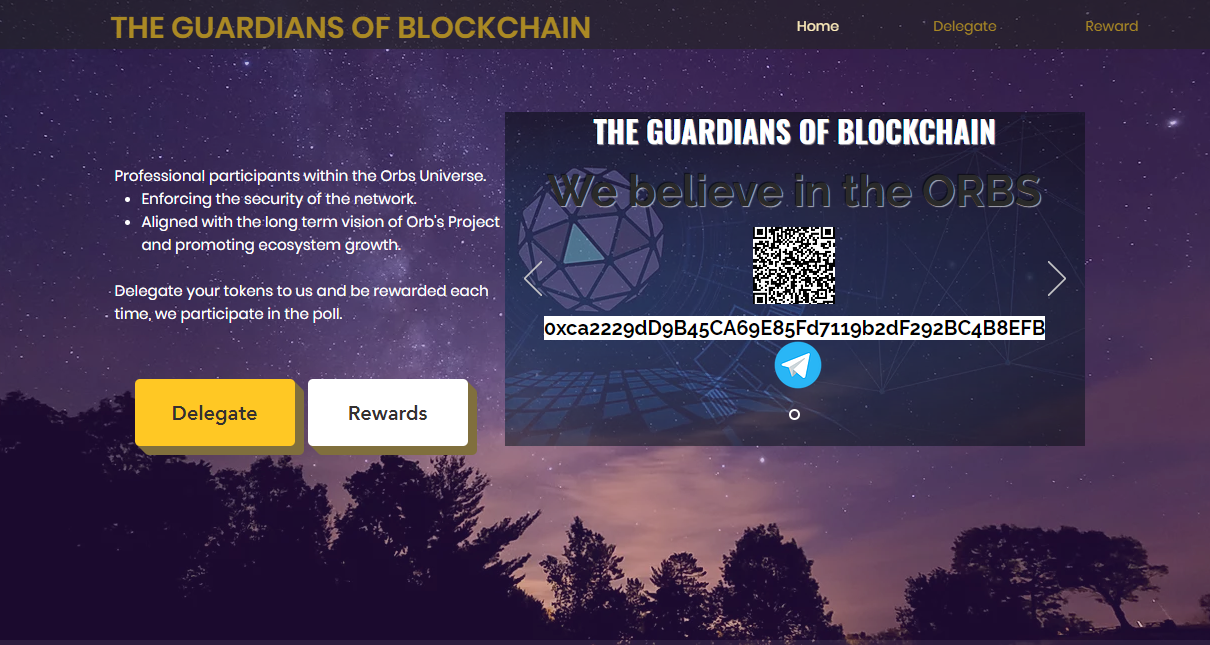 THE GUARDIANS OF BLOCKCHAIN
Home
Delegate
Reward
Professional participants within the Orbs Universe.
Enforcing the security of the network.
Aligned with the long term vision of Orb's Project
and promoting ecosystem growth.
Delegate your tokens to us and be rewarded each
time, we participate in the poll.
Delegate
Rewards
THE GUARDIANS OF BLOCKCHAIN
We believe in the ORBS
0xca2229dD9B45CA69E85Fd7119b2dF292BC4B8EFB